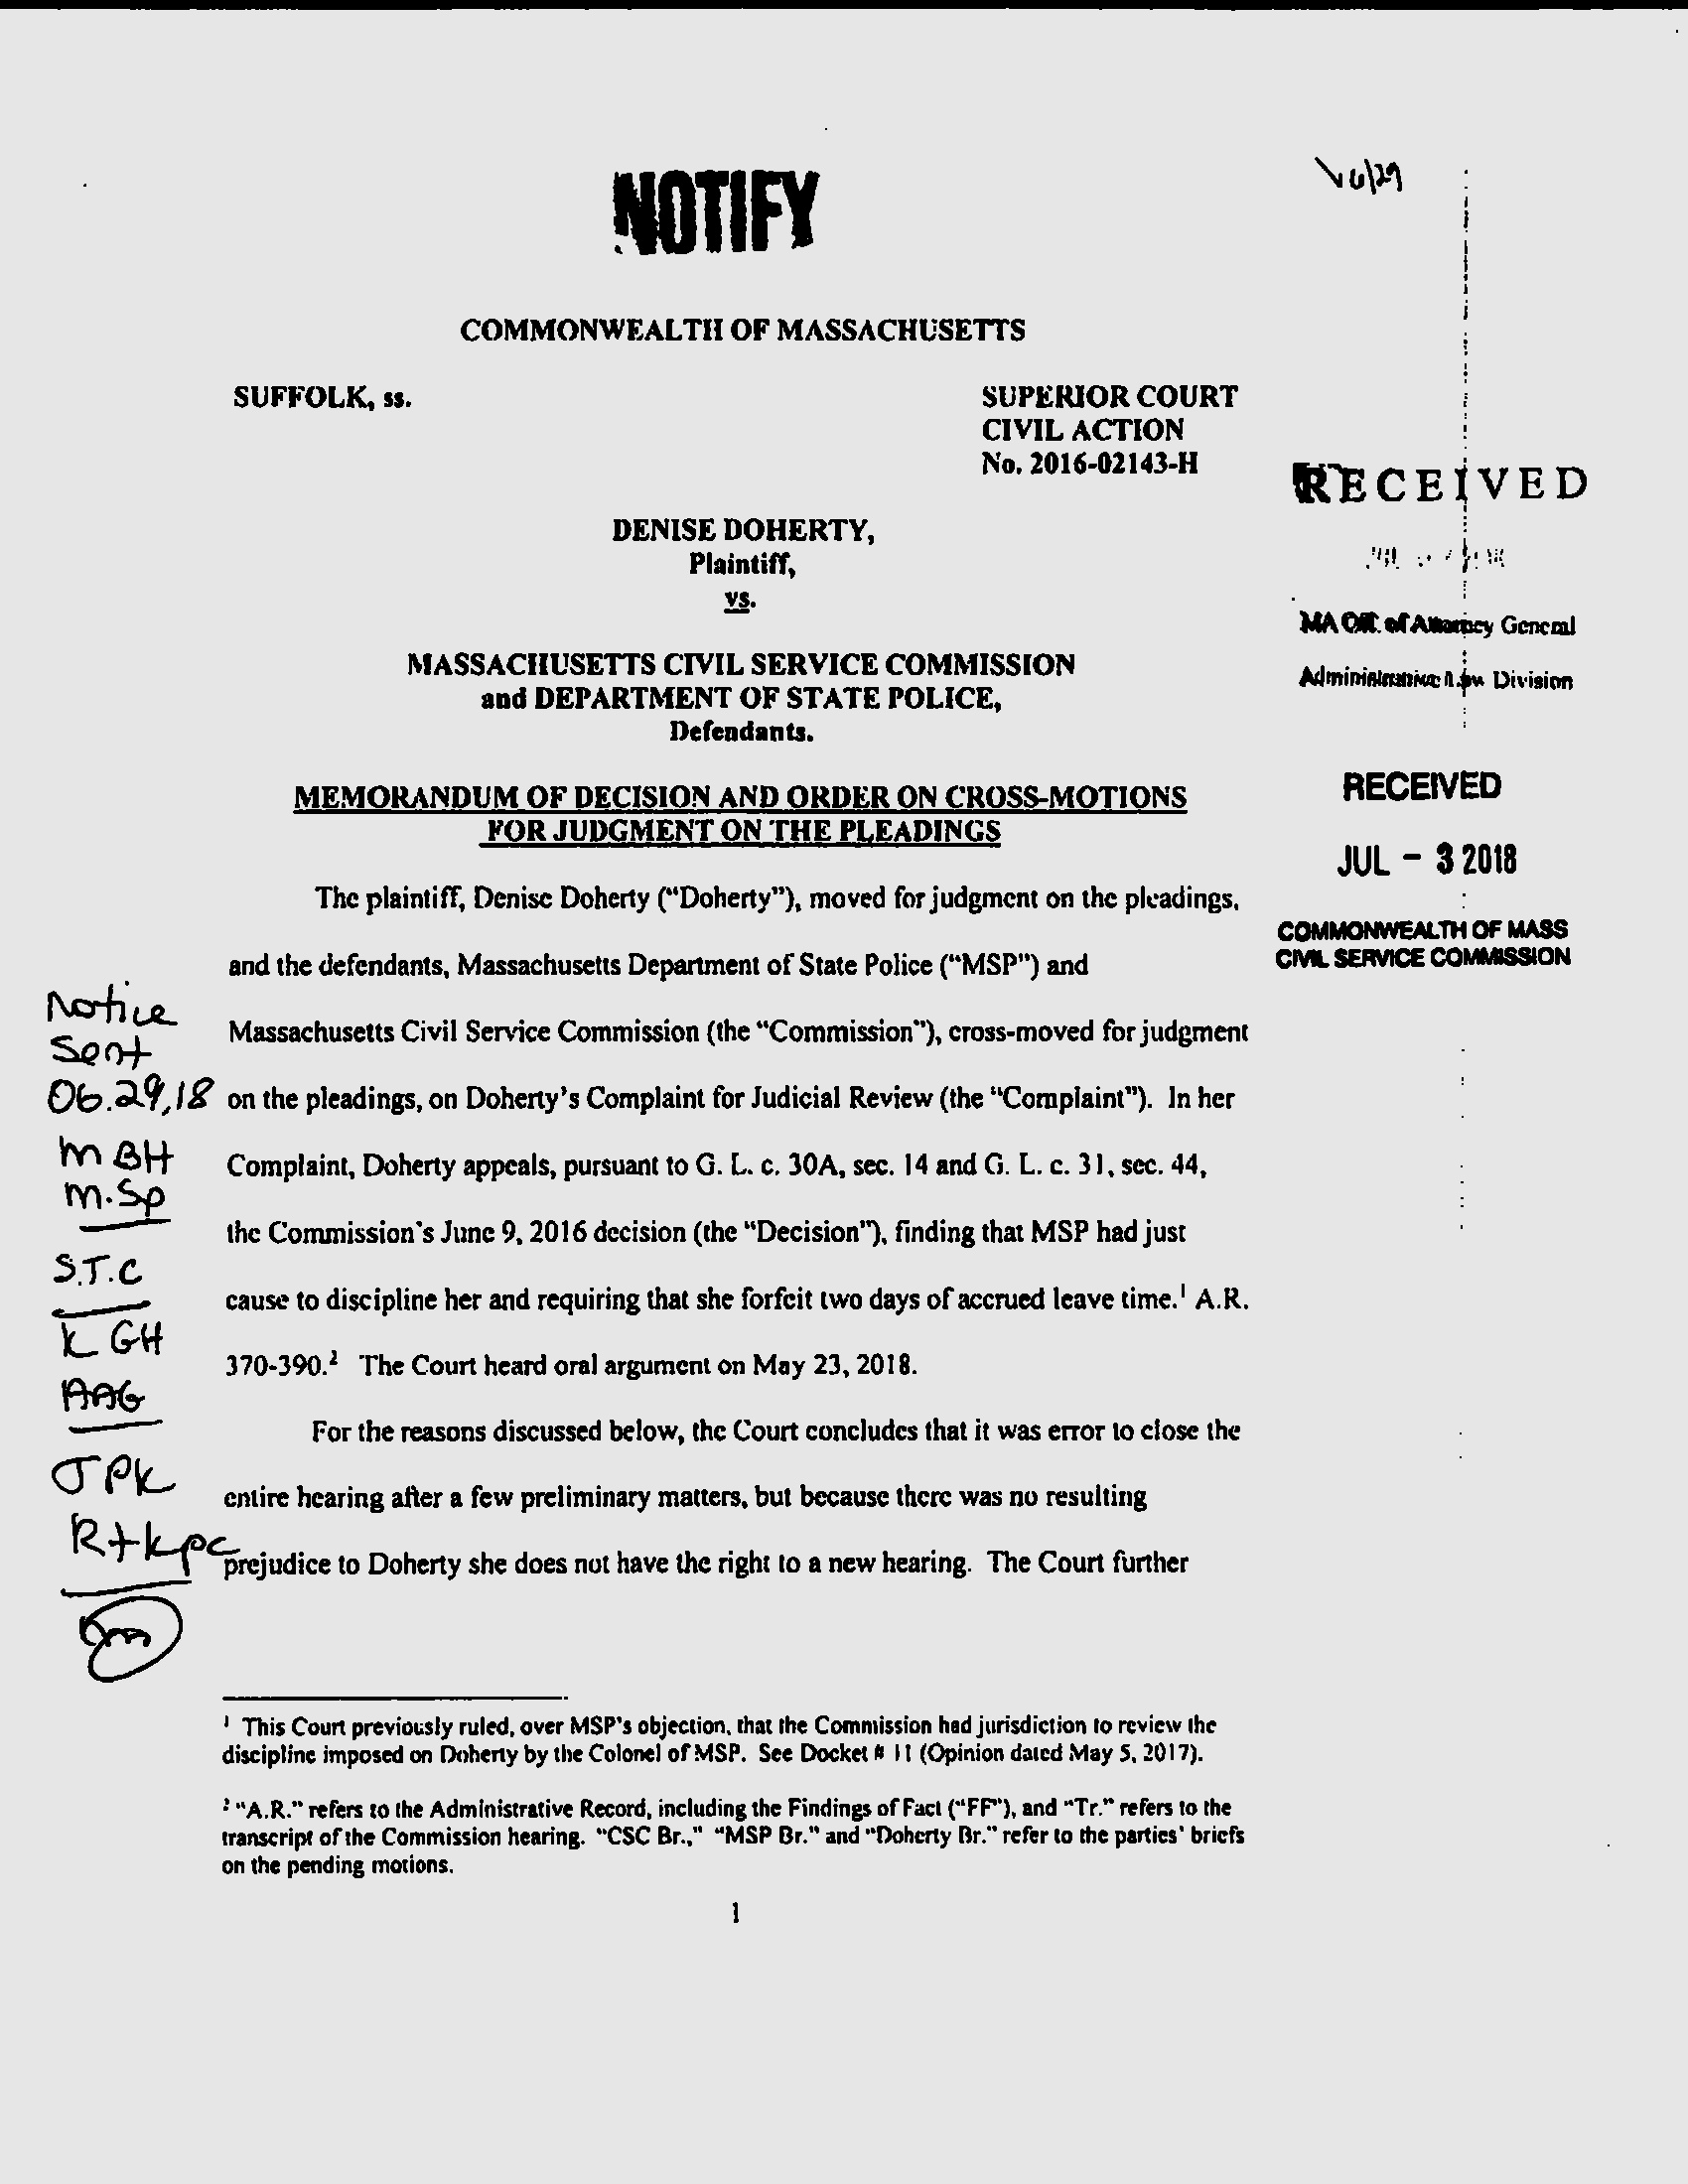 NOTIFY
6/29
COMMONWEALTH OF MASSACHUSETTS
SUFFOLK, ss.
SUPERIOR COURT
CIVIL ACTION
No. 2016-02143-H
RECEIVED
MA Off. of Attorney General
Administrative Law Division
DENISE DOHERTY,
Plaintiff,
vs.
MASSACHUSETTS CIVIL SERVICE COMMISSION
and DEPARTMENT OF STATE POLICE,
Defendants.
MEMORANDUM OF DECISION AND ORDER ON CROSS-MOTIONS
FOR JUDGMENT ON THE PLEADINGS
RECEIVED
JUL - 3 2018
COMMONWEALTH OF MASS
CIVIL SERVICE COMMISSION
The plaintiff, Denise Doherty ("Doherty"), moved for judgment on the pleadings,
and the defendants, Massachusetts Department of State Police ("MSP") and
Massachusetts Civil Service Commission (the "Commission"), cross-moved for judgment
on the pleadings, on Doherty's Complaint for Judicial Review (the "Complaint"). In her
Complaint, Doherty appeals, pursuant to G. L. c. 30A, sec. 14 and G. L. c. 31, sec. 44,
the Commission's June 9, 2016 decision (the "Decision"), finding that MSP had just
cause to discipline her and requiring that she forfeit two days of accrued leave time.1 A.R.
370-390.2 The Court heard oral argument on May 23, 2018.
For the reasons discussed below, the Court concludes that it was error to close the
entire hearing after a few preliminary matters, but because there was no resulting
prejudice to Doherty she does not have the right to a new hearing. The Court further
Notice
Sent
06.29.18
MBH
M.Sp
S.T.C
KGH
AAG
JPK
R+kpc
1 This Court previously ruled, over MSP's objection, that the Commission had jurisdiction to review the
discipline imposed on Doherty by the Colonel of MSP. See Docket # 11 (Opinion dated May 5, 2017).
2 "A.R." refers to the Administrative Record, including the Findings of Fact ("FF"), and "Tr." refers to the
transcript of the Commission hearing. "CSC Br.," "MSP Br." and "Doherty Br." refer to the parties' briefs
on the pending motions.
1